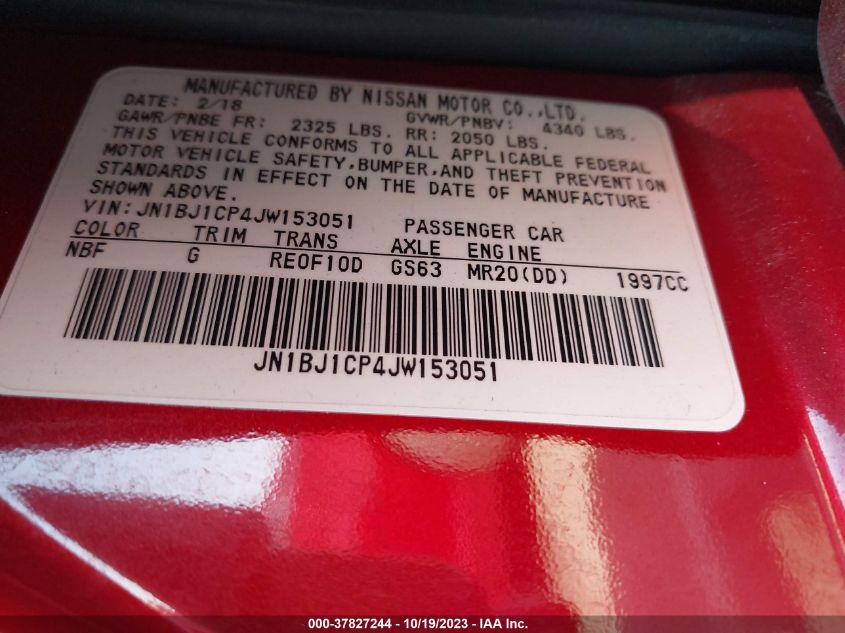 MANUFACTURED BY NISSAN MOTOR CO.,LTD.
DATE: 2/18 GVWR/PNBV: 4340 LBS.
GAWR/PNBE FR: 2325 LBS. RR: 2050 LBS.
THIS VEHICLE CONFORMS TO ALL APPLICABLE FEDERAL
MOTOR VEHICLE SAFETY,BUMPER,AND THEFT PREVENTION
STANDARDS IN EFFECT ON THE DATE OF MANUFACTURE
SHOWN ABOVE.
VIN:JN1BJ1CP4JW153051 PASSENGER CAR
COLOR TRIM TRANS AXLE ENGINE
NBF G RE0F10D GS63 MR20(DD) 1997CC
JN1BJ1CP4JW153051
000-37827244 - 10/19/2023 - IAA Inc.